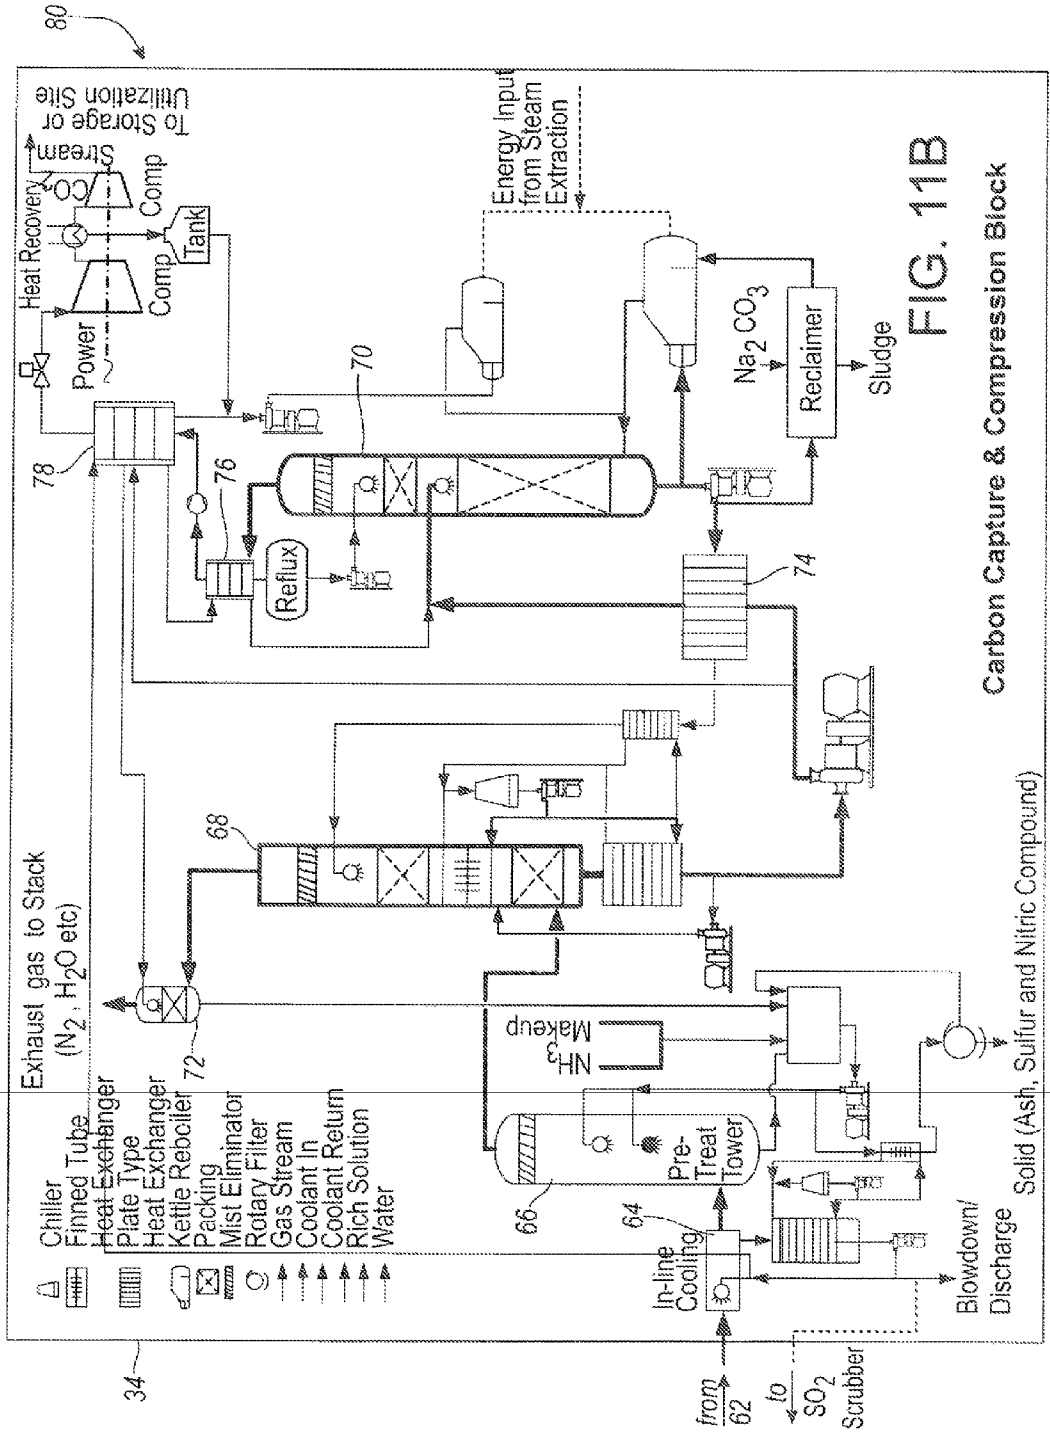 80
34
Exhaust gas to Stack
(N2, H2O etc)
Chiller
Finned Tube
Heat Exchanger
Plate Type
Heat Exchanger
Kettle Reboiler
Packing
Mist Eliminator
Rotary Filter
Gas Stream
Coolant In
Coolant Return
Rich Solution
Water
72
68
78
76
Reflux
70
Heat Recovery
Power
Comp
Comp
CO2
Stream
To Storage or
Utilization Site
Tank
Energy Input
from Steam
Extraction
66
Pre-
Treat
Tower
NH3
Makeup
64
In-line
Cooling
from
62
to
SO2
Scrubber
Blowdown/
Discharge
Solid (Ash, Sulfur and Nitric Compound)
74
Na2 CO3
Reclaimer
Sludge
FIG. 11B
Carbon Capture & Compression Block